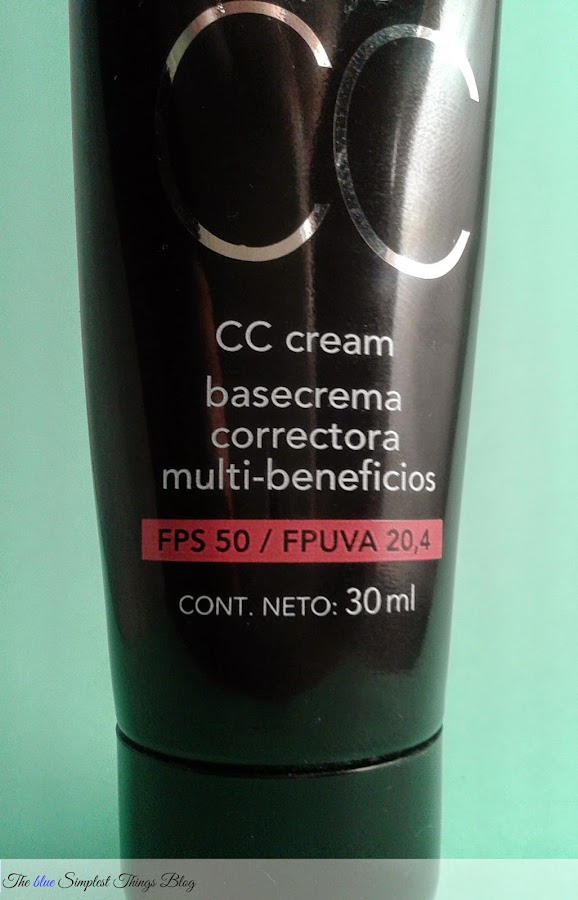 CC
CC cream
basecrema
correctora
multi-beneficios
FPS 50 / FPUVA 20,4
CONT. NETO: 30 ml
The blue Simplest Things Blog